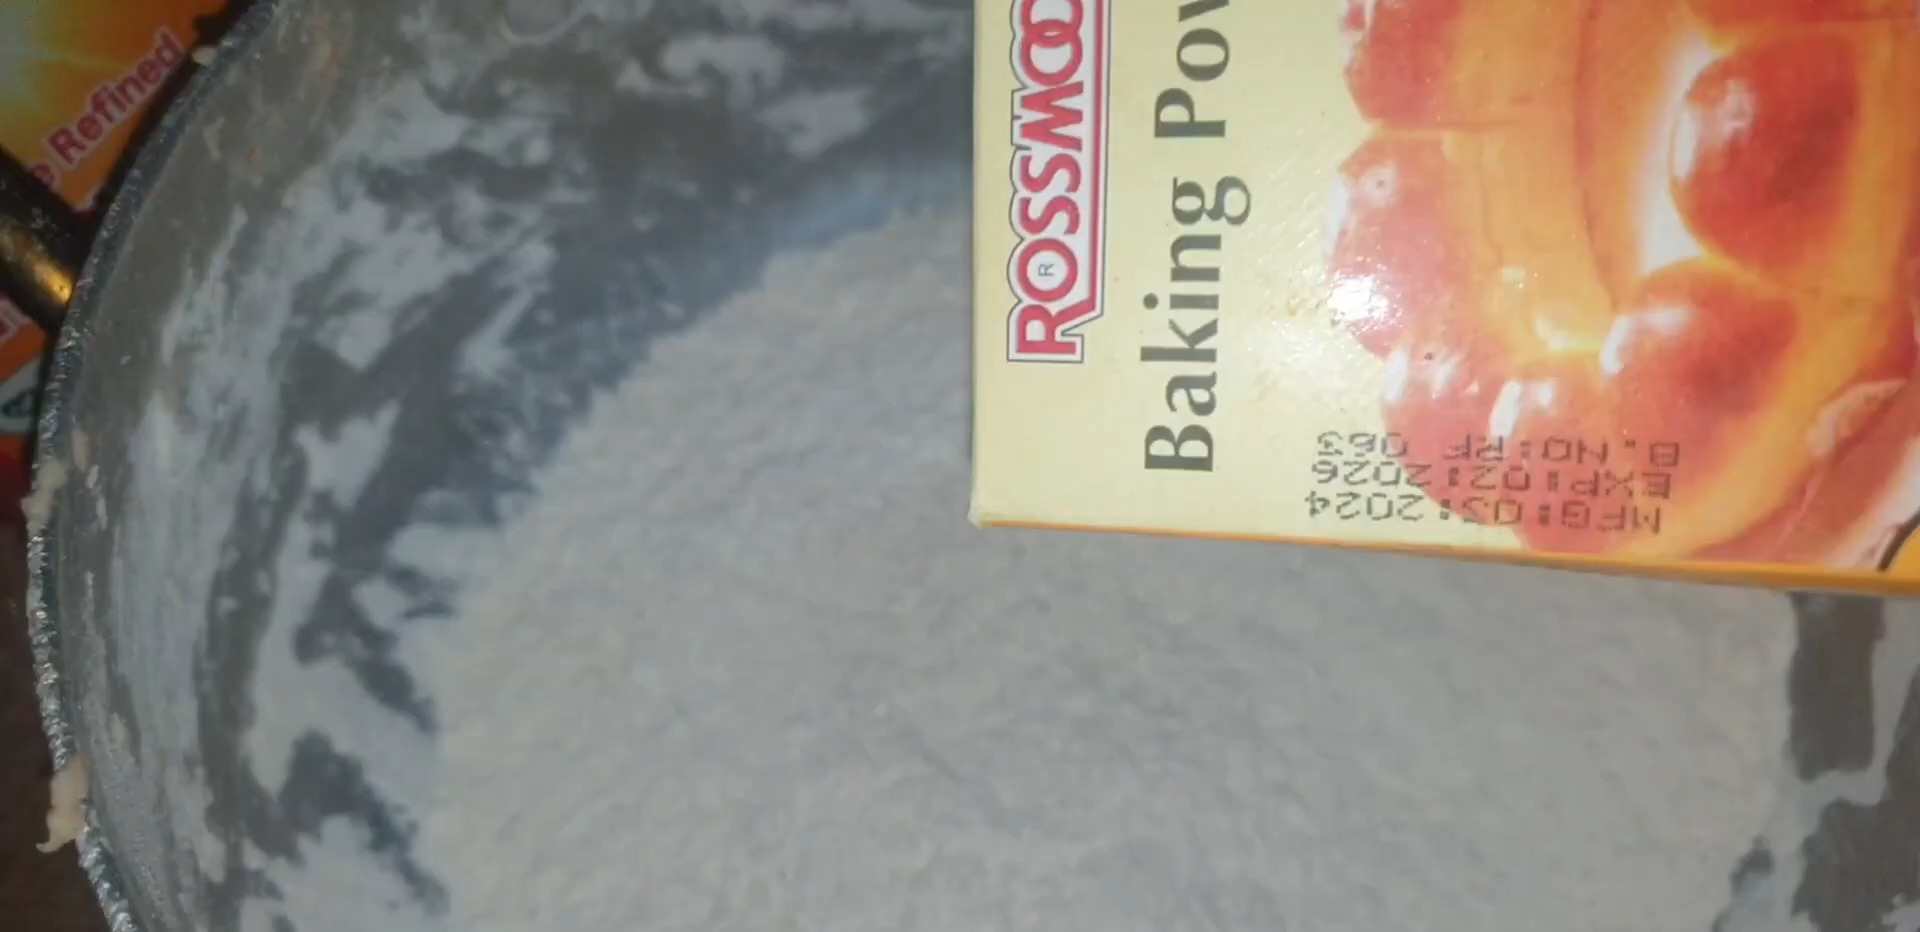 ROSSMOO
Baking Pow
MFG:03:2024
EXP:02:2026
B.NO:RF 063
e Refined